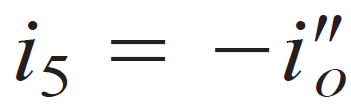 i₅ = −i″ₒ